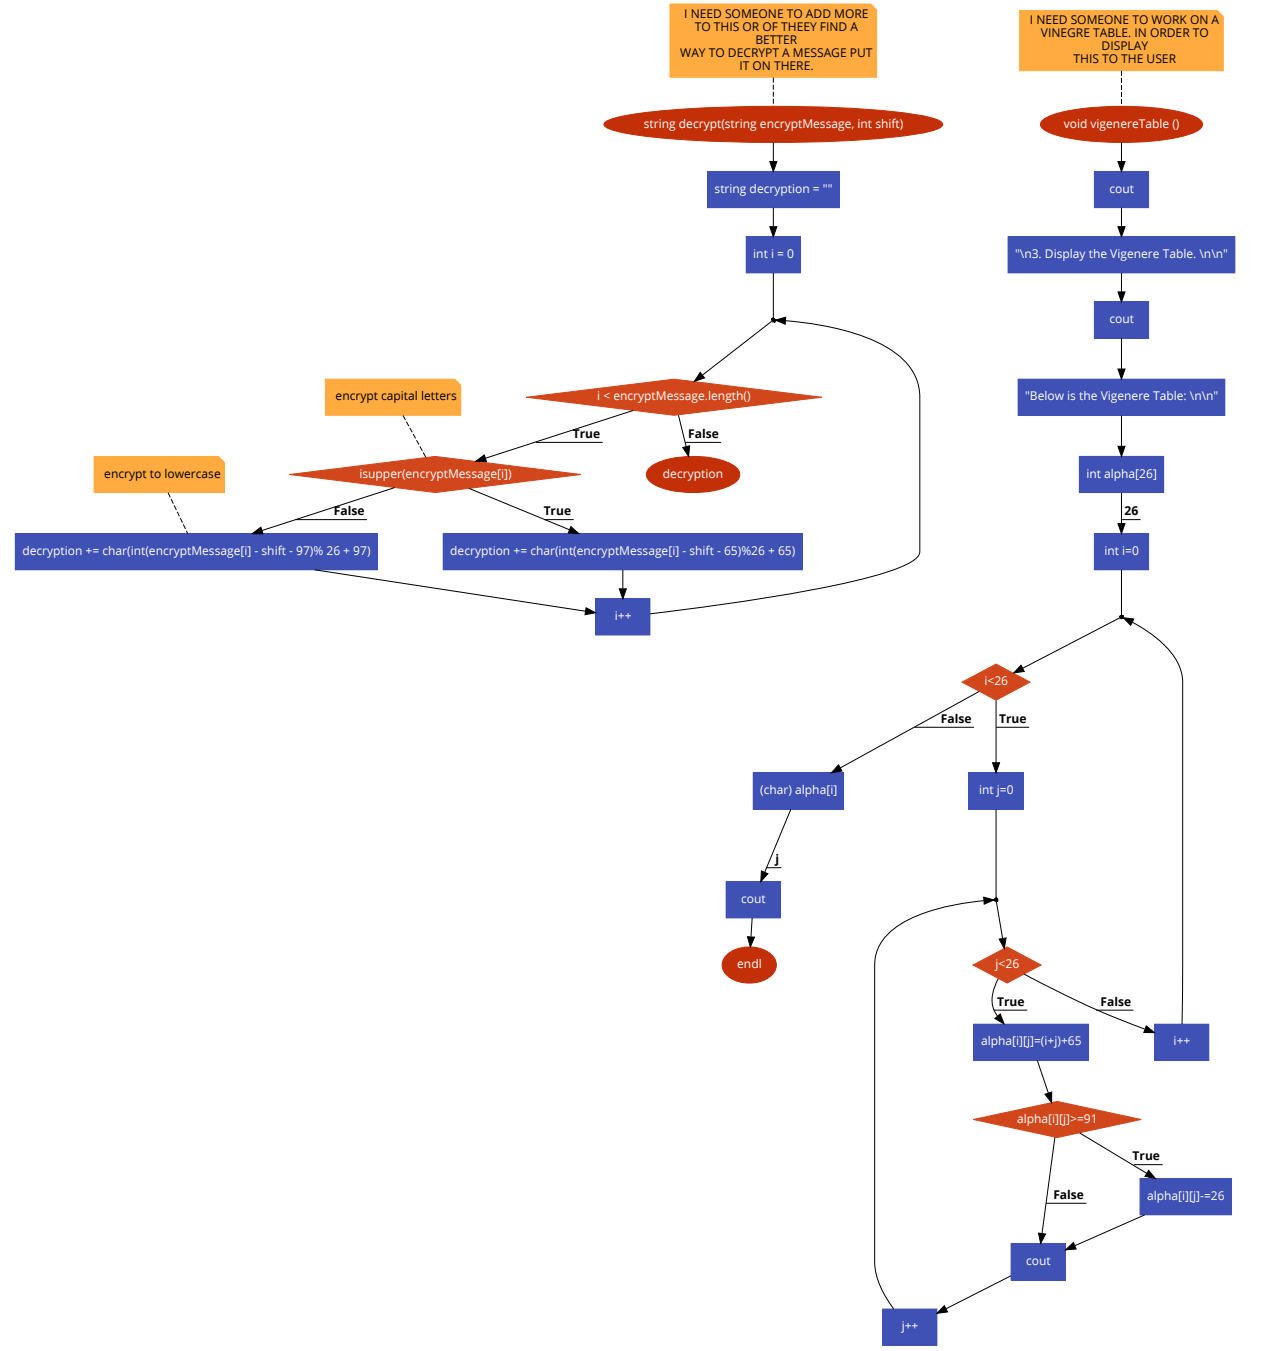 I NEED SOMEONE TO ADD MORE
TO THIS OR OF THEEY FIND A
BETTER
WAY TO DECRYPT A MESSAGE PUT
IT ON THERE.
string decrypt(string encryptMessage, int shift)
string decryption = ""
int i = 0
i < encryptMessage.length()
True
False
encrypt capital letters
isupper(encryptMessage[i])
decryption
encrypt to lowercase
False
True
decryption += char(int(encryptMessage[i] - shift - 97)% 26 + 97)
decryption += char(int(encryptMessage[i] - shift - 65)%26 + 65)
i++
I NEED SOMEONE TO WORK ON A
VINEGRE TABLE. IN ORDER TO
DISPLAY
THIS TO THE USER
void vigenereTable ()
cout
"\n3. Display the Vigenere Table. \n\n"
cout
"Below is the Vigenere Table: \n\n"
int alpha[26]
26
int i=0
i<26
False
True
(char) alpha[i]
int j=0
j
cout
endl
j<26
True
False
alpha[i][j]=(i+j)+65
i++
alpha[i][j]>=91
True
False
alpha[i][j]-=26
cout
j++